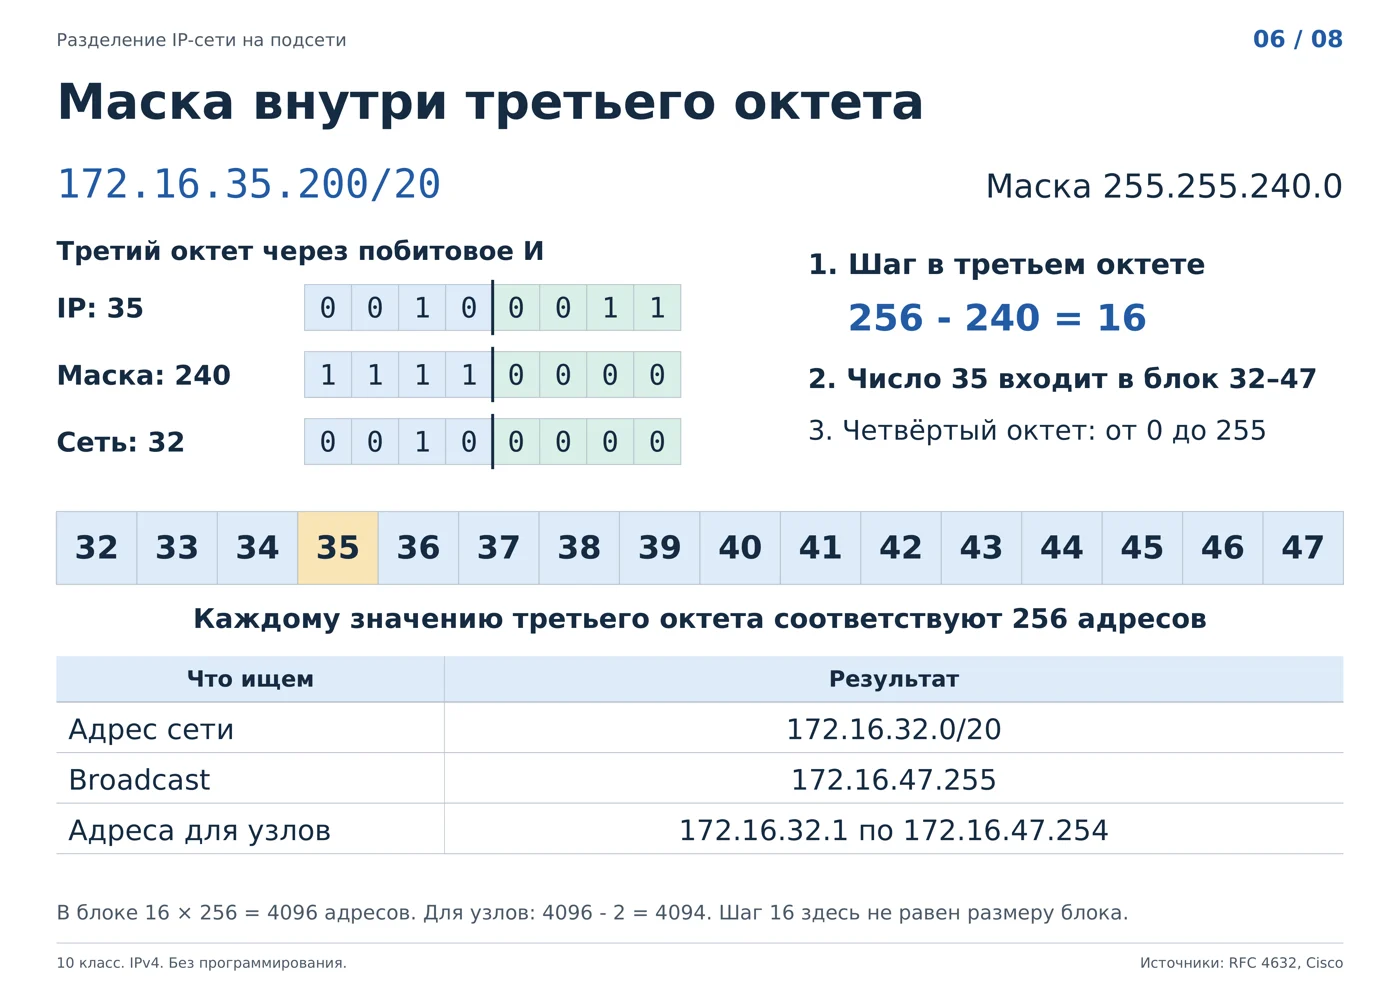 Разделение IP-сети на подсети
06 / 08
Маска внутри третьего октета
172.16.35.200/20
Маска 255.255.240.0
Третий октет через побитовое И
IP: 35
0 0 1 0 0 0 1 1
Маска: 240
1 1 1 1 0 0 0 0
Сеть: 32
0 0 1 0 0 0 0 0
1. Шаг в третьем октете
256 - 240 = 16
2. Число 35 входит в блок 32–47
3. Четвёртый октет: от 0 до 255
32 33 34 35 36 37 38 39 40 41 42 43 44 45 46 47
Каждому значению третьего октета соответствуют 256 адресов
Что ищем Результат
Адрес сети 172.16.32.0/20
Broadcast 172.16.47.255
Адреса для узлов 172.16.32.1 по 172.16.47.254
В блоке 16 × 256 = 4096 адресов. Для узлов: 4096 - 2 = 4094. Шаг 16 здесь не равен размеру блока.
10 класс. IPv4. Без программирования.
Источники: RFC 4632, Cisco